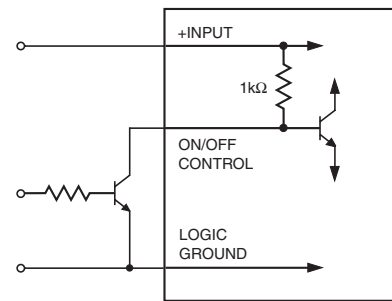 +INPUT
1kΩ
ON/OFF
CONTROL
LOGIC
GROUND